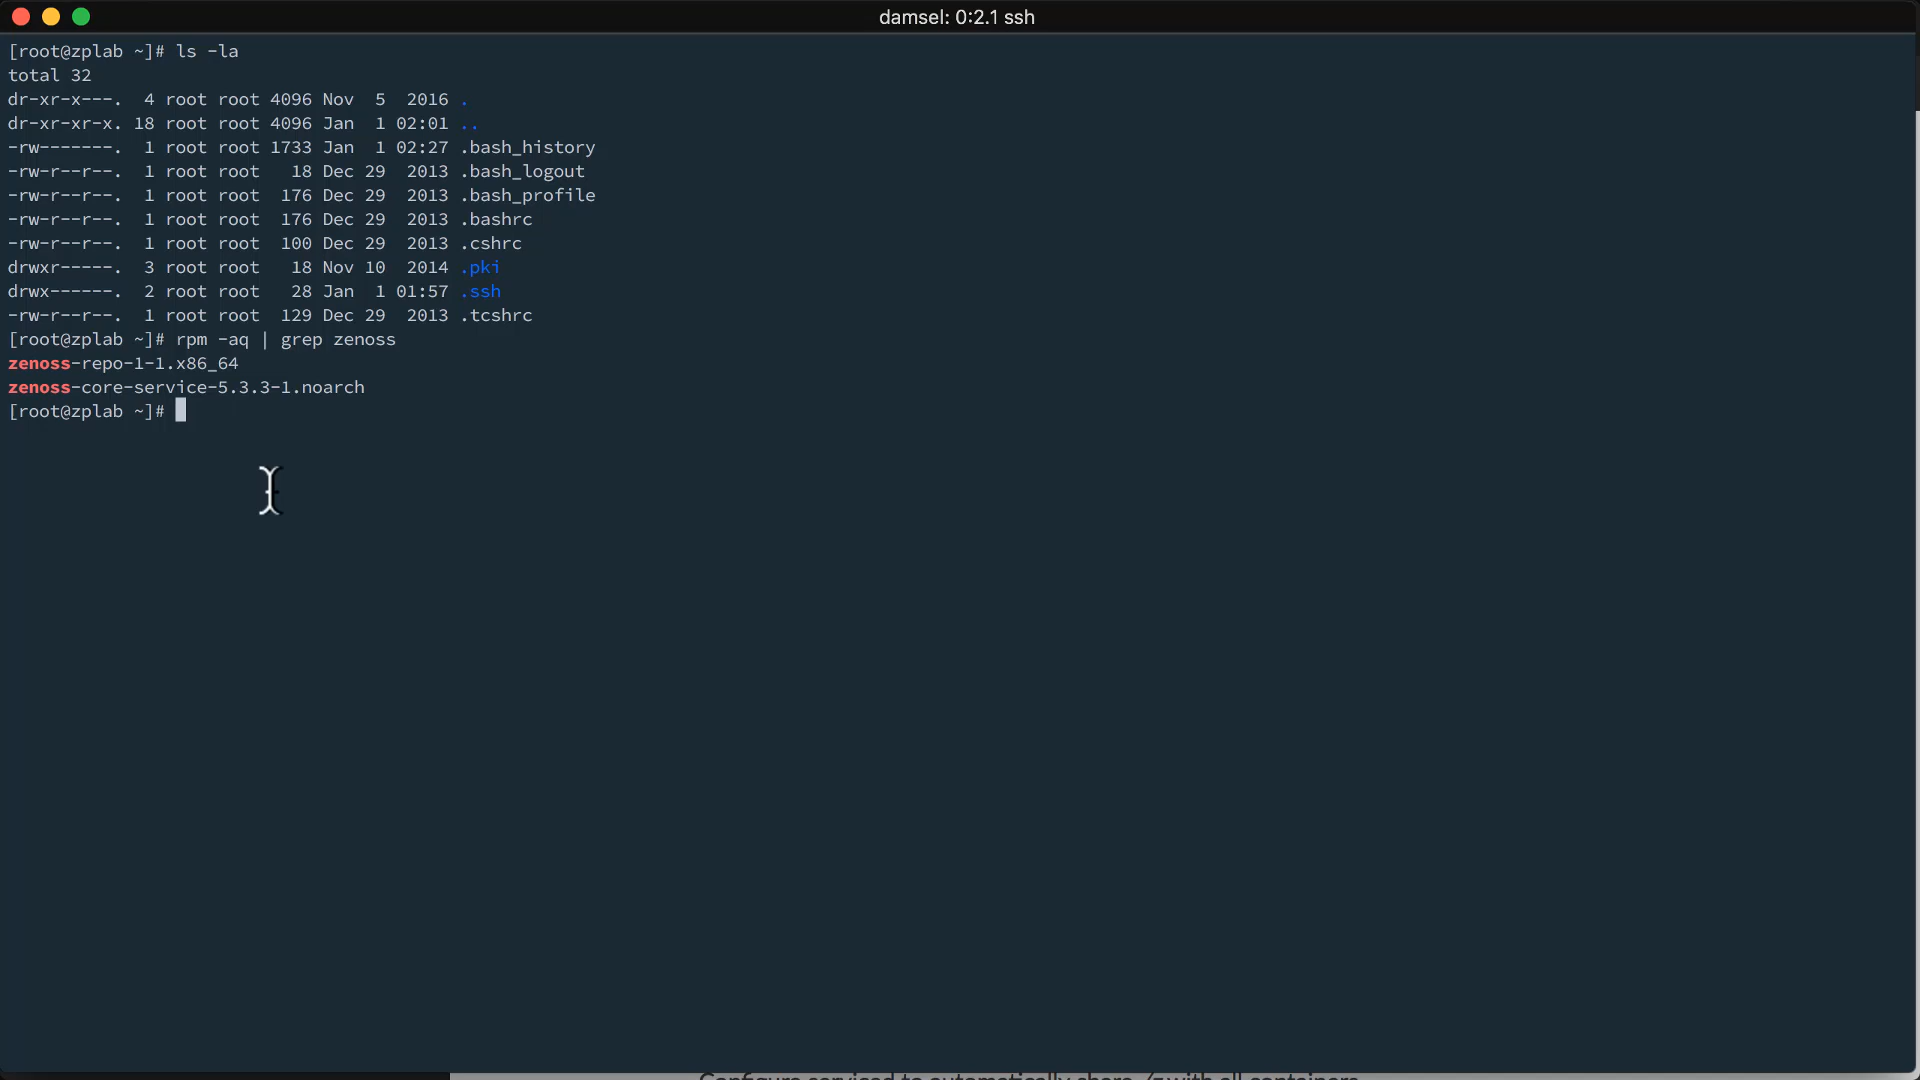 damsel: 0:2.1 ssh
[root@zplab ~]# ls -la
total 32
dr-xr-x---.  4 root root 4096 Nov  5  2016 .
dr-xr-xr-x. 18 root root 4096 Jan  1 02:01 ..
-rw-------.  1 root root 1733 Jan  1 02:27 .bash_history
-rw-r--r--.  1 root root   18 Dec 29  2013 .bash_logout
-rw-r--r--.  1 root root  176 Dec 29  2013 .bash_profile
-rw-r--r--.  1 root root  176 Dec 29  2013 .bashrc
-rw-r--r--.  1 root root  100 Dec 29  2013 .cshrc
drwxr-----.  3 root root   18 Nov 10  2014 .pki
drwx------.  2 root root   28 Jan  1 01:57 .ssh
-rw-r--r--.  1 root root  129 Dec 29  2013 .tcshrc
[root@zplab ~]# rpm -aq | grep zenoss
zenoss-repo-1-1.x86_64
zenoss-core-service-5.3.3-1.noarch
[root@zplab ~]#
Configure serviced to automatically share /z with all containers